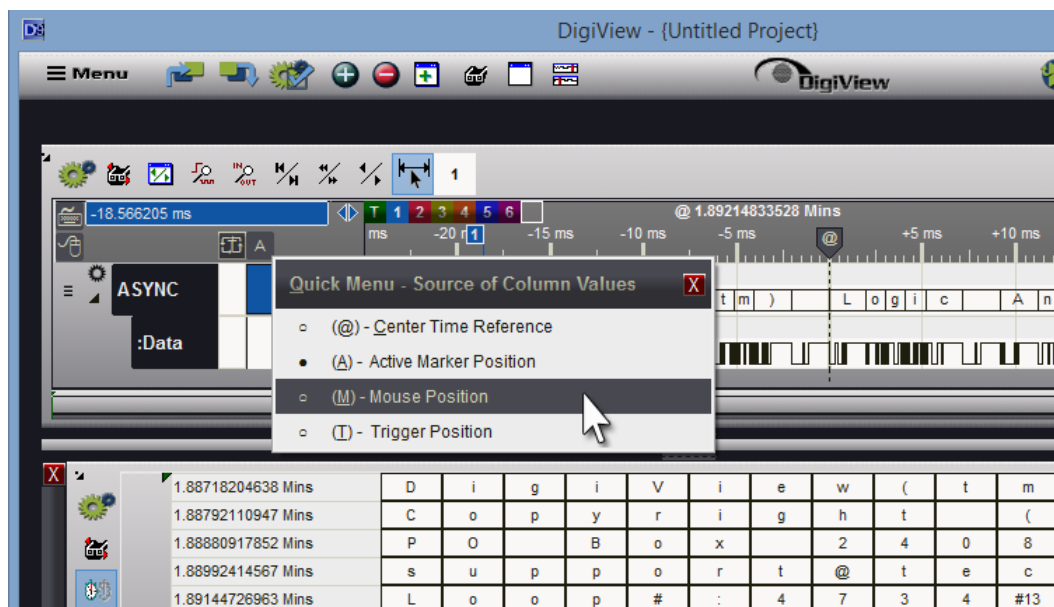 DigiView - {Untitled Project}
Menu
DigiView
IN
OUT
1
-18.566205 ms
T 1 2 3 4 5 6
@ 1.89214833528 Mins
ms -20 1 -15 ms -10 ms -5 ms @ +5 ms +10 ms
A
ASYNC
t m ) L o g i c A n
:Data
Quick Menu - Source of Column Values X
(@) - Center Time Reference
(A) - Active Marker Position
(M) - Mouse Position
(T) - Trigger Position
X
1.88718204638 Mins D i g i V i e w ( t m
1.88792110947 Mins C o p y r i g h t (
1.88880917852 Mins P O B o x 2 4 0 8
1.88992414567 Mins s u p p o r t @ t e c
1.89144726963 Mins L o o p # : 4 7 3 4 #13